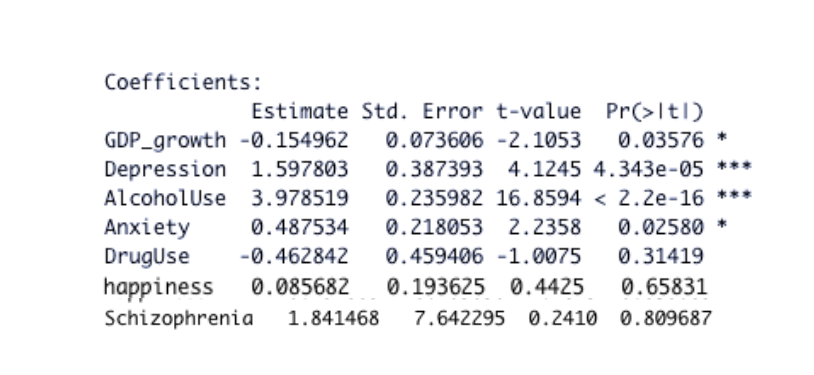 Coefficients:
Estimate Std. Error t-value Pr(>|t|)
GDP_growth -0.154962 0.073606 -2.1053 0.03576 *
Depression 1.597803 0.387393 4.1245 4.343e-05 ***
AlcoholUse 3.978519 0.235982 16.8594 < 2.2e-16 ***
Anxiety 0.487534 0.218053 2.2358 0.02580 *
DrugUse -0.462842 0.459406 -1.0075 0.31419
happiness 0.085682 0.193625 0.4425 0.65831
Schizophrenia 1.841468 7.642295 0.2410 0.809687